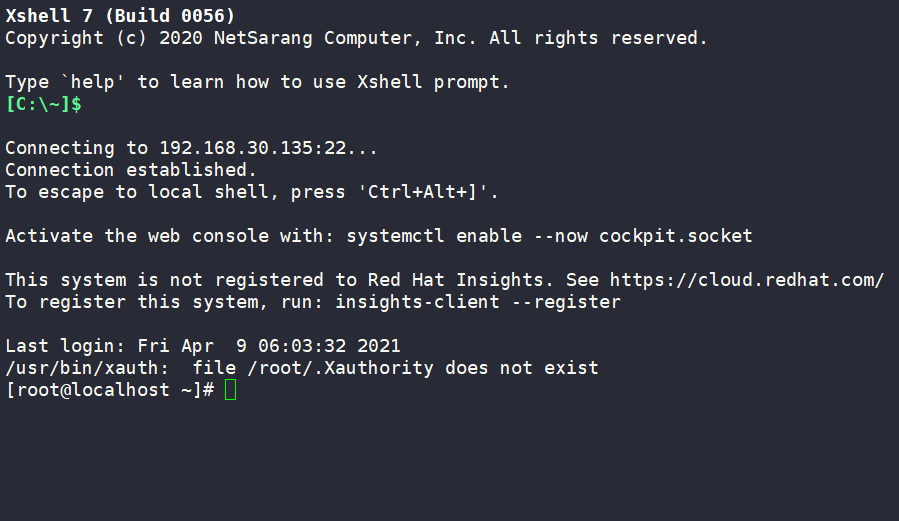 Xshell 7 (Build 0056)
Copyright (c) 2020 NetSarang Computer, Inc. All rights reserved.
Type `help' to learn how to use Xshell prompt.
[C:\~]$
Connecting to 192.168.30.135:22...
Connection established.
To escape to local shell, press 'Ctrl+Alt+]'.
Activate the web console with: systemctl enable --now cockpit.socket
This system is not registered to Red Hat Insights. See https://cloud.redhat.com/
To register this system, run: insights-client --register
Last login: Fri Apr  9 06:03:32 2021
/usr/bin/xauth:  file /root/.Xauthority does not exist
[root@localhost ~]#